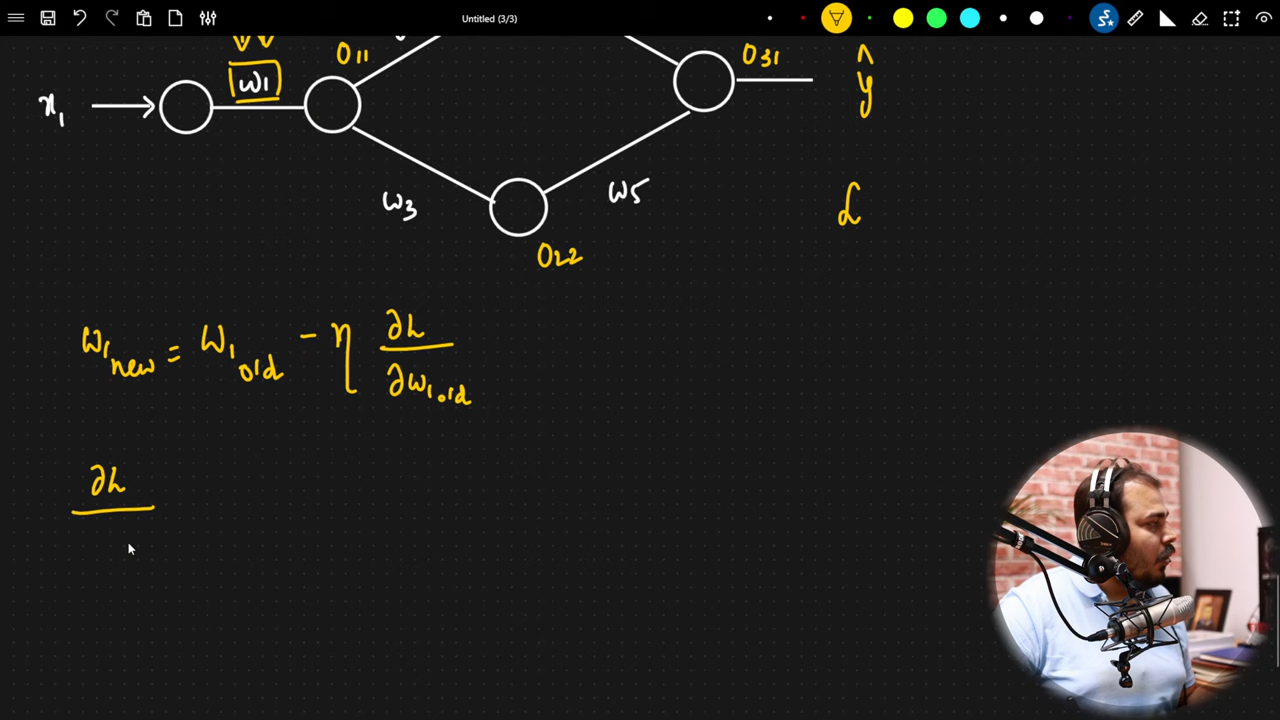 Untitled (3/3)
O11
O31
w1
x1
ŷ
w3
w5
L
O22
w1new = w1old - η ∂L
∂w1old
∂L